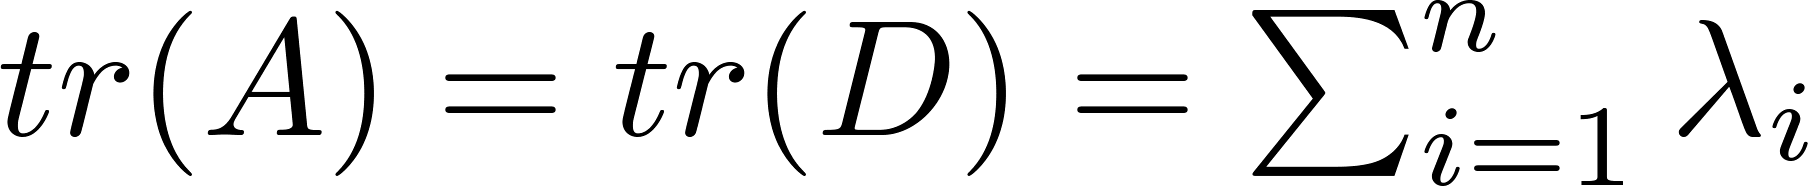 tr(A) = tr(D) = ∑ⁿᵢ₌₁ λᵢ